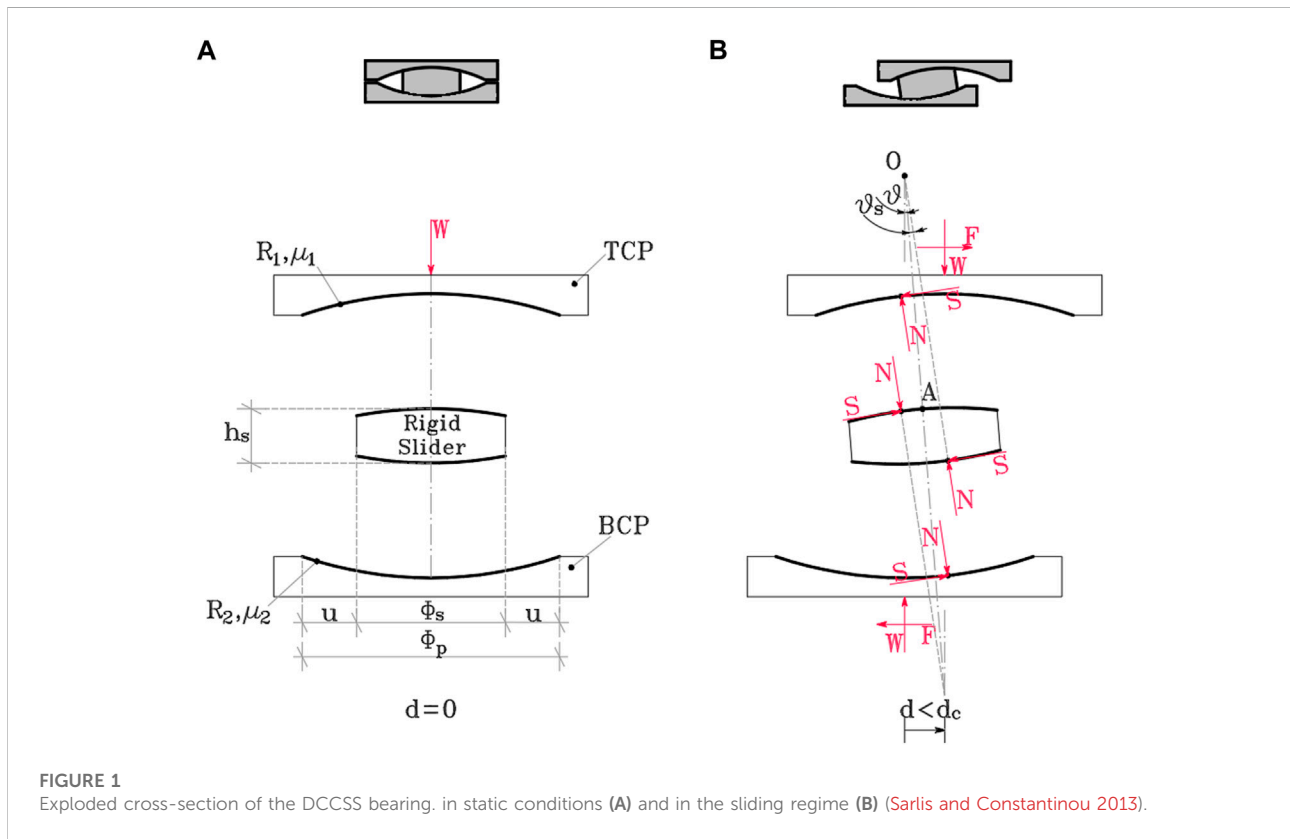 A
B
W
R₁,μ₁
TCP
hₛ
Rigid
Slider
BCP
R₂,μ₂
u
Φₛ
u
Φₚ
d=0
O
ϑₛ
ϑ
F
W
S
N
N
A
S
S
N
N
S
W
F
d<d꜀
FIGURE 1
Exploded cross-section of the DCCSS bearing. in static conditions (A) and in the sliding regime (B) (Sarlis and Constantinou 2013).